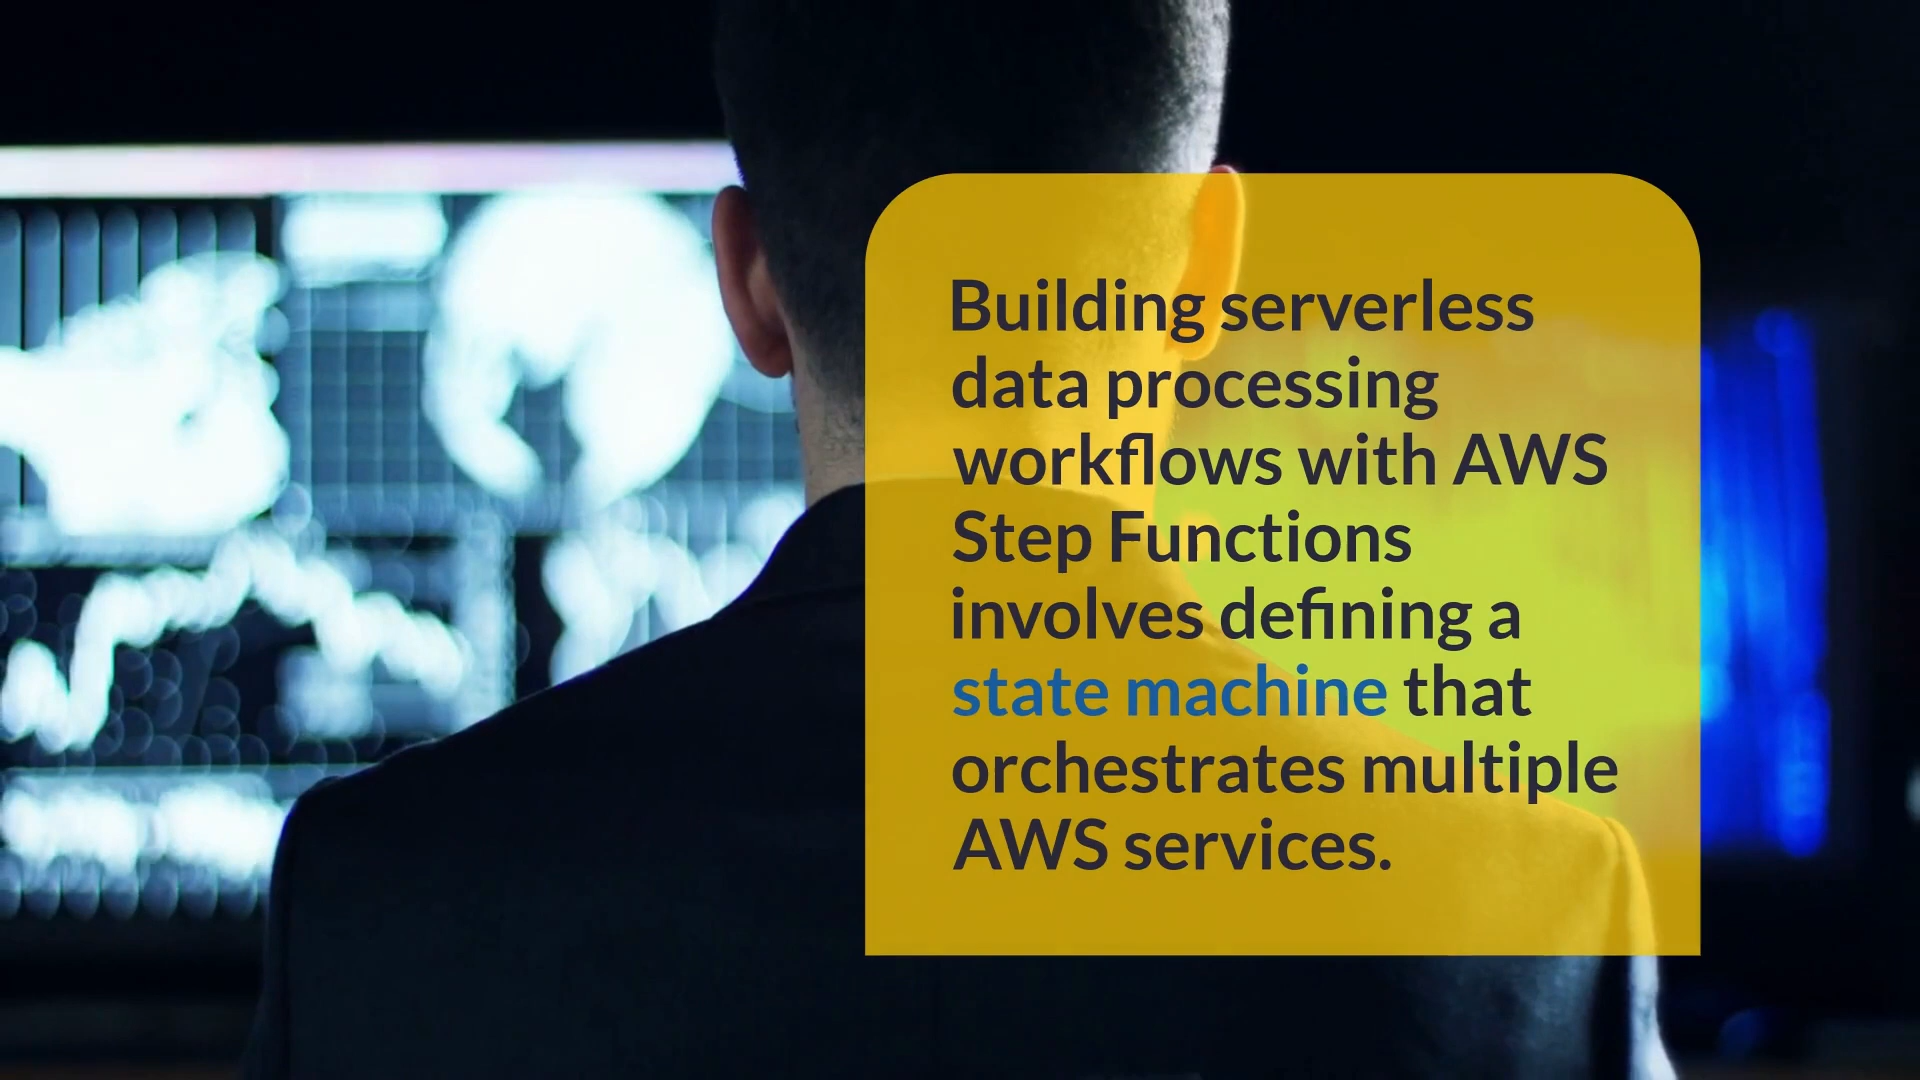 Building serverless
data processing
workflows with AWS
Step Functions
involves defining a
state machine that
orchestrates multiple
AWS services.